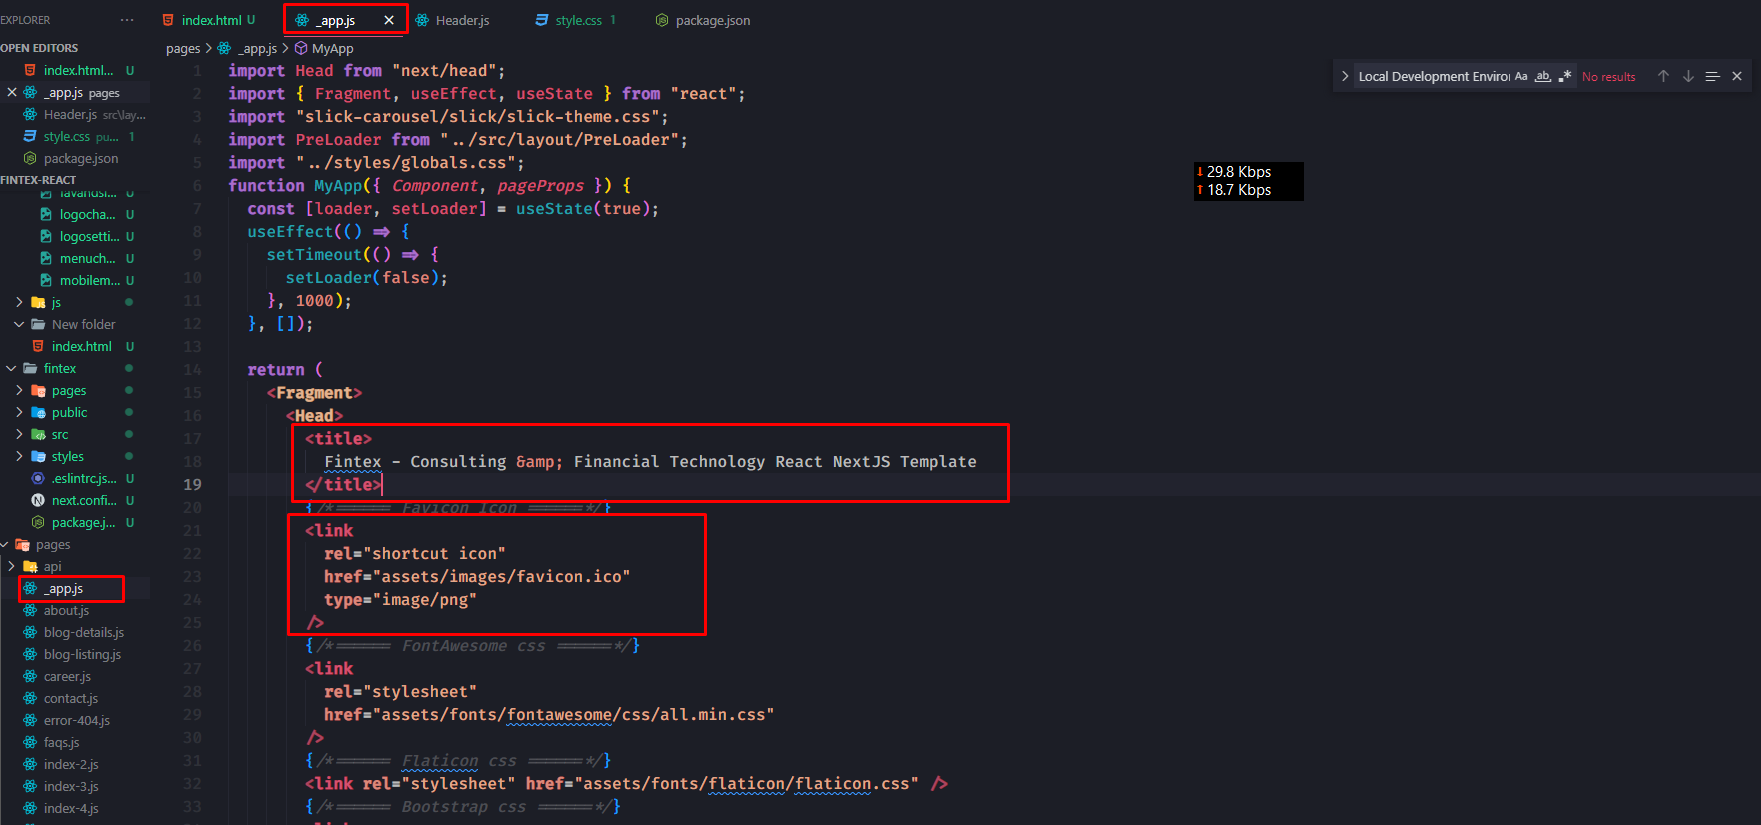 EXPLORER ···
index.html U
_app.js
Header.js
style.css 1
package.json
OPEN EDITORS
index.html... U
_app.js pages
Header.js src\lay...
style.css pu... 1
package.json
FINTEX-REACT
logocha... U
logosetti... U
menuch... U
mobilem... U
js
New folder
index.html U
fintex
pages
public
src
styles
.eslintrc.js... U
next.confi... U
package.j... U
pages
api
_app.js
about.js
blog-details.js
blog-listing.js
career.js
contact.js
error-404.js
faqs.js
index-2.js
index-3.js
index-4.js
pages > _app.js > MyApp
1 import Head from "next/head";
2 import { Fragment, useEffect, useState } from "react";
3 import "slick-carousel/slick/slick-theme.css";
4 import PreLoader from "../src/layout/PreLoader";
5 import "../styles/globals.css";
6 function MyApp({ Component, pageProps }) {
7 const [loader, setLoader] = useState(true);
8 useEffect(() => {
9 setTimeout(() => {
10 setLoader(false);
11 }, 1000);
12 }, []);
13
14 return (
15 <Fragment>
16 <Head>
17 <title>
18 Fintex - Consulting &amp; Financial Technology React NextJS Template
19 </title>
20 {/*====== Favicon Icon ======*/}
21 <link
22 rel="shortcut icon"
23 href="assets/images/favicon.ico"
24 type="image/png"
25 />
26 {/*====== FontAwesome css ======*/}
27 <link
28 rel="stylesheet"
29 href="assets/fonts/fontawesome/css/all.min.css"
30 />
31 {/*====== Flaticon css ======*/}
32 <link rel="stylesheet" href="assets/fonts/flaticon/flaticon.css" />
33 {/*====== Bootstrap css ======*/}
Local Development Enviror Aa ab .* No results
↓ 29.8 Kbps
↑ 18.7 Kbps